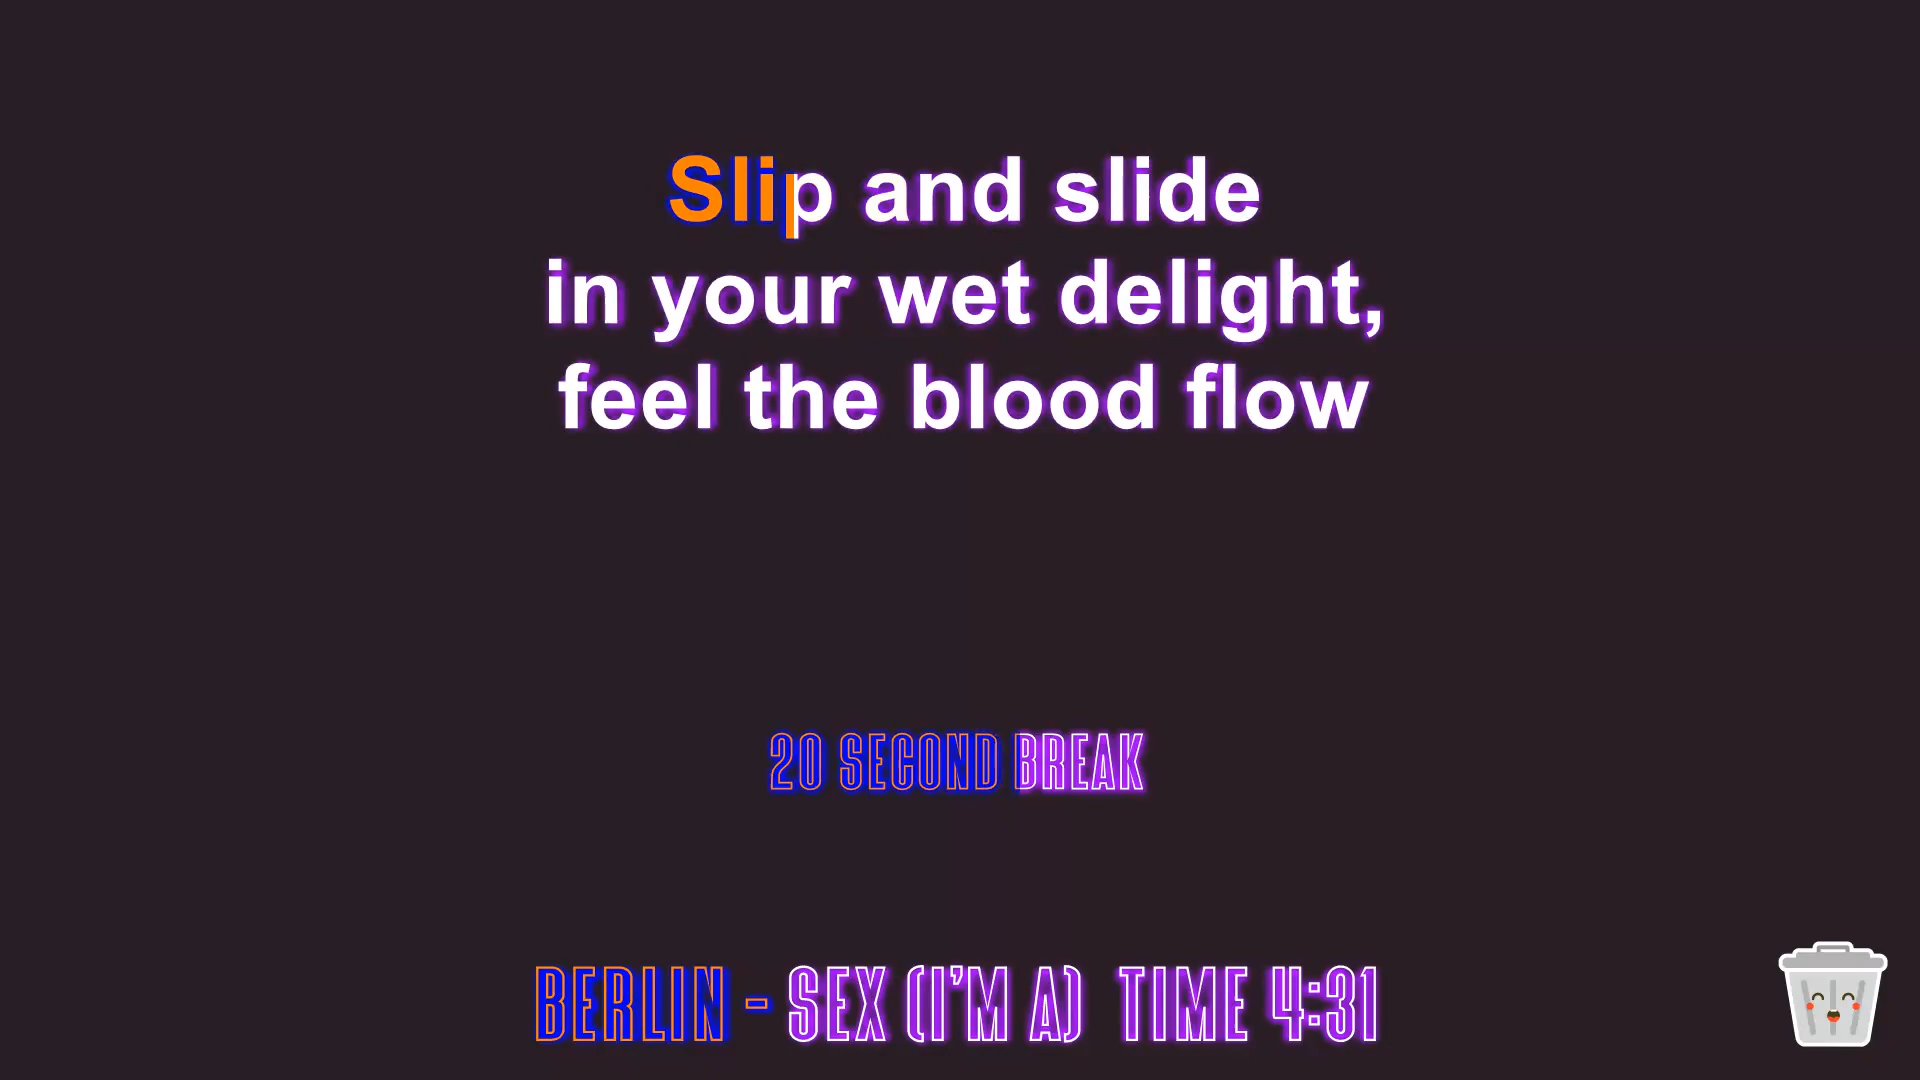 Slip and slide
in your wet delight,
feel the blood flow
20 SECOND BREAK
BERLIN - SEX (I'M A) TIME 4:31